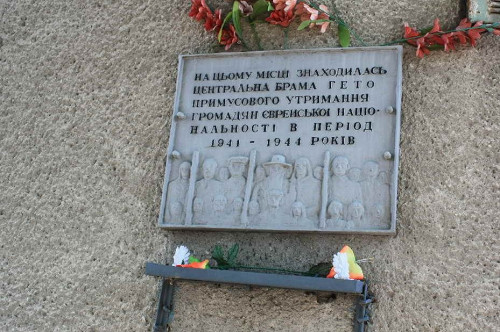 НА ЦЬОМУ МІСЦІ ЗНАХОДИЛАСЬ
ЦЕНТРАЛЬНА БРАМА ГЕТО
ПРИМУСОВОГО УТРИМАННЯ
ГРОМАДЯН ЄВРЕЙСЬКОЇ НАЦІО-
НАЛЬНОСТІ В ПЕРІОД
1941 - 1944 РОКІВ